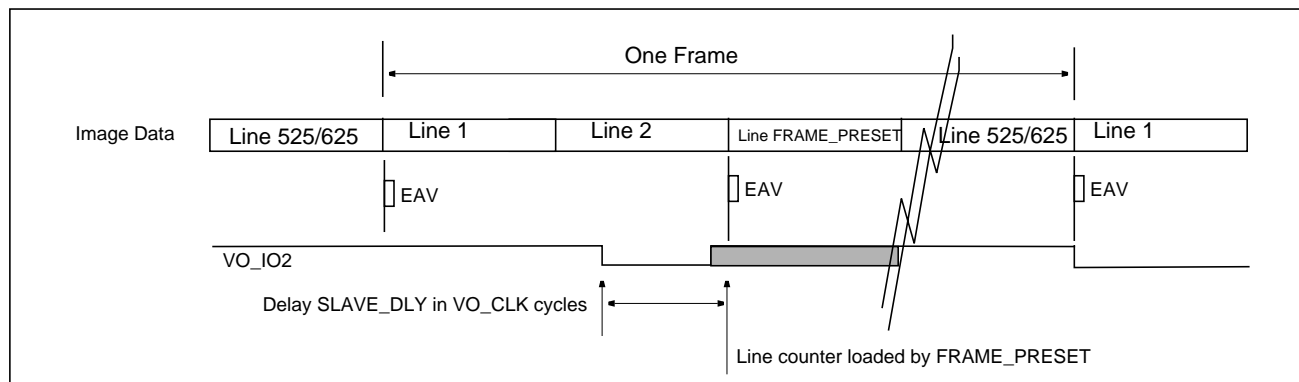 One Frame
Image Data
Line 525/625
Line 1
Line 2
Line FRAME_PRESET
Line 525/625
Line 1
EAV
EAV
EAV
VO_IO2
Delay SLAVE_DLY in VO_CLK cycles
Line counter loaded by FRAME_PRESET